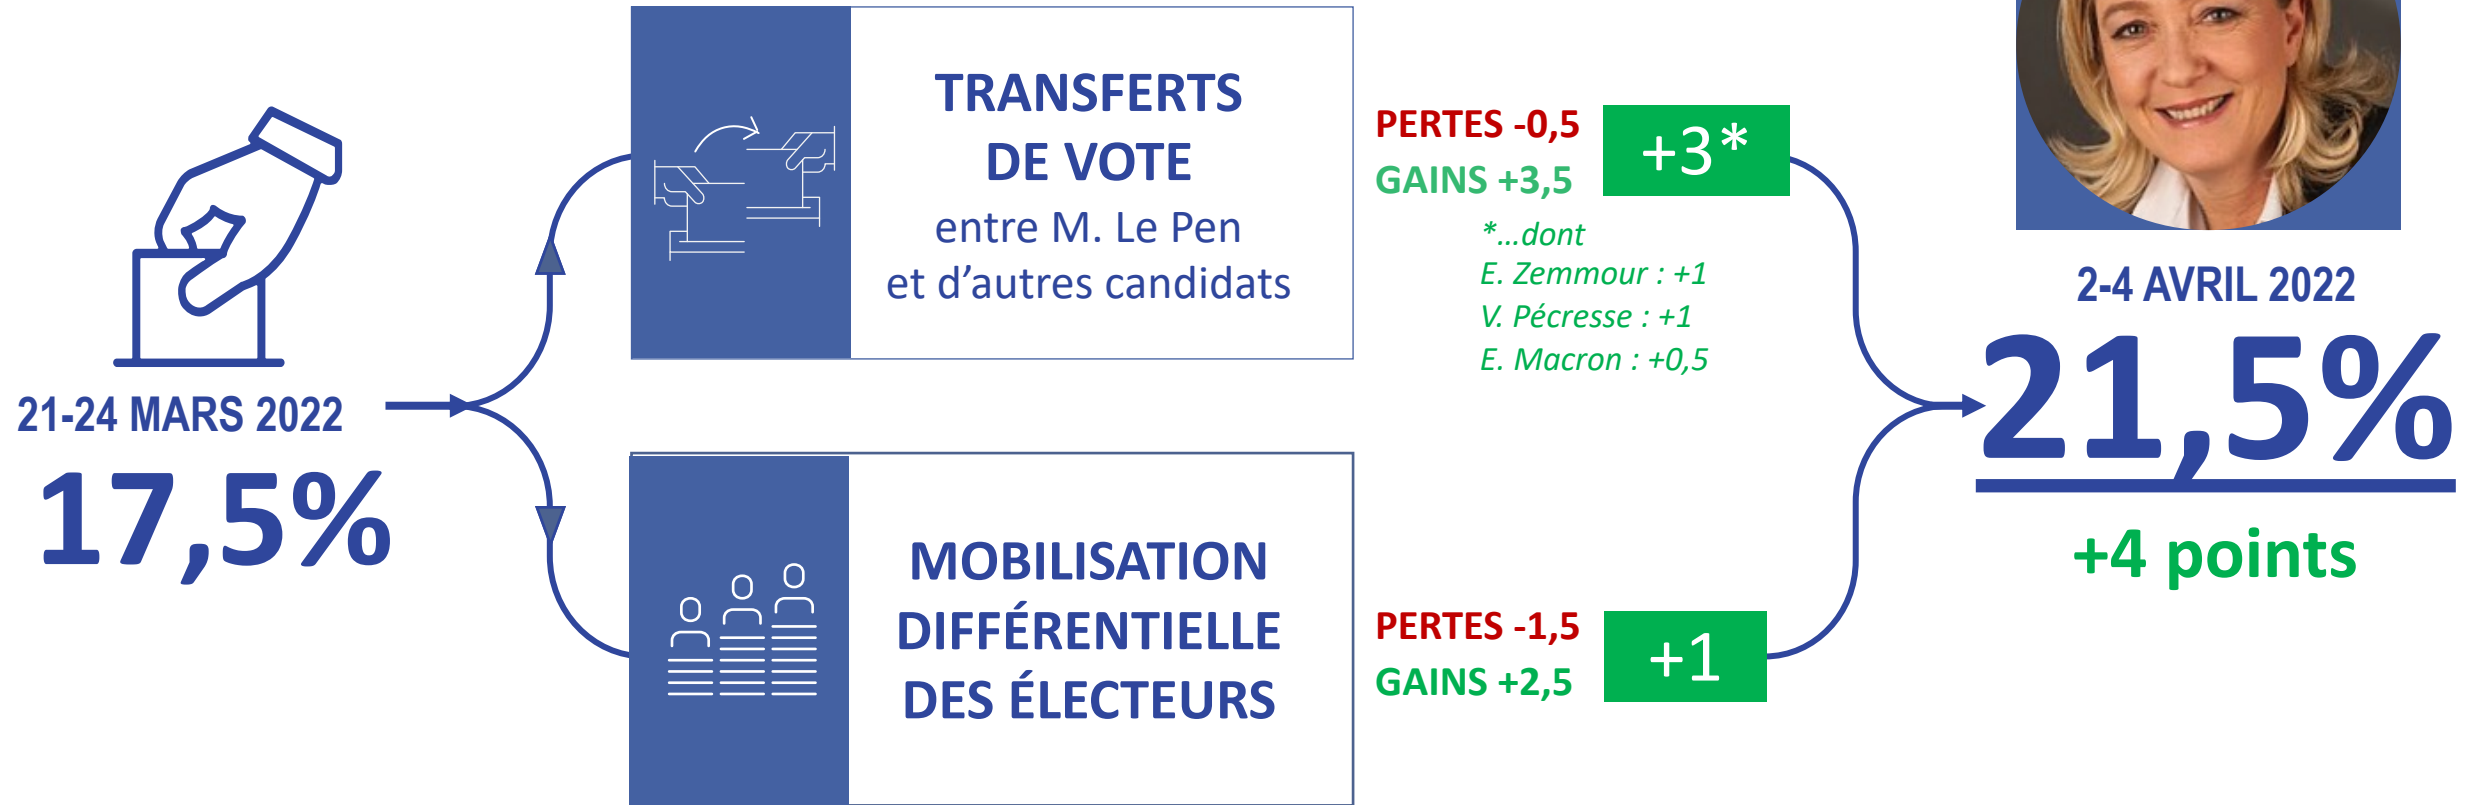 21-24 MARS 2022
17,5%
TRANSFERTS
DE VOTE
entre M. Le Pen
et d’autres candidats
PERTES -0,5
GAINS +3,5
+3*
*...dont
E. Zemmour : +1
V. Pécresse : +1
E. Macron : +0,5
MOBILISATION
DIFFÉRENTIELLE
DES ÉLECTEURS
PERTES -1,5
GAINS +2,5
+1
2-4 AVRIL 2022
21,5%
+4 points